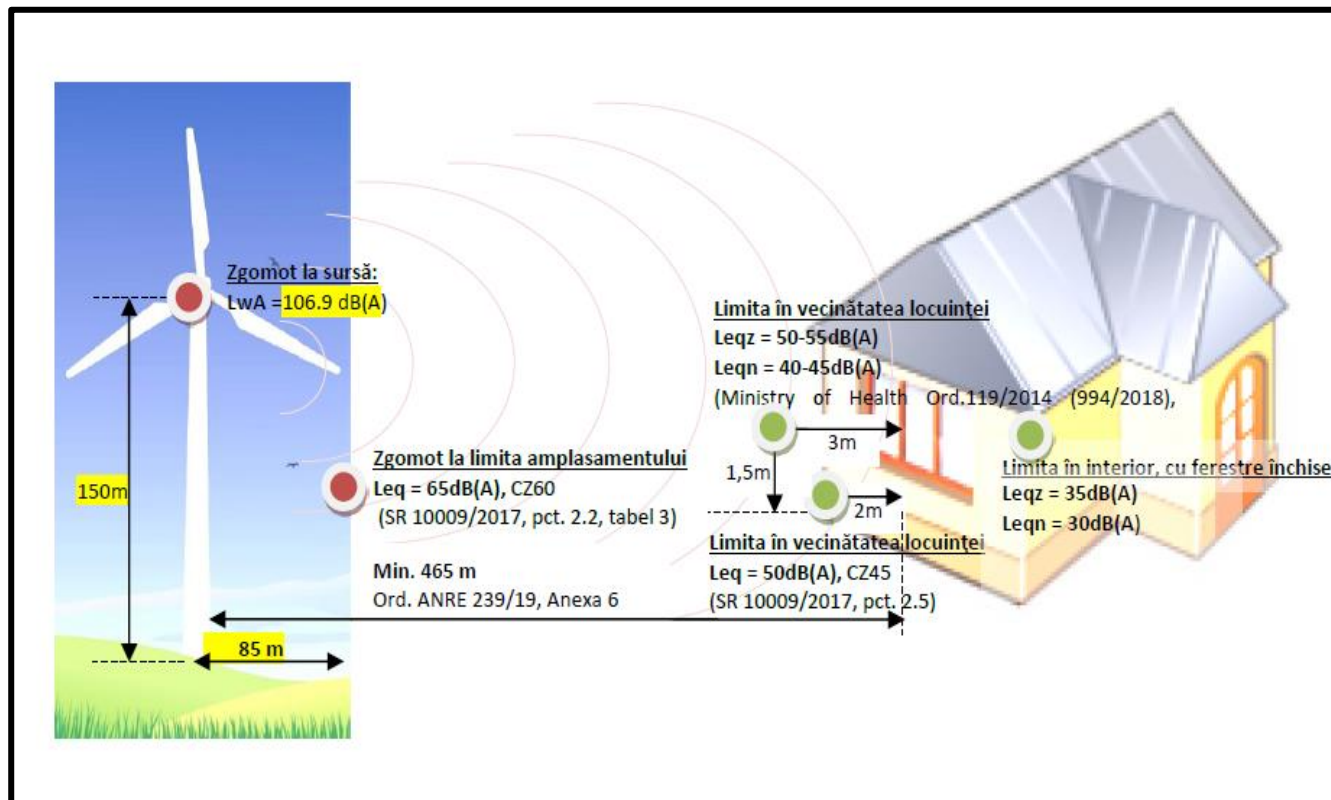 Zgomot la sursă:
LwA =106.9 dB(A)
150m
Zgomot la limita amplasamentului
Leq = 65dB(A), CZ60
(SR 10009/2017, pct. 2.2, tabel 3)
Min. 465 m
Ord. ANRE 239/19, Anexa 6
85 m
Limita în vecinătatea locuinţei
Leqz = 50-55dB(A)
Leqn = 40-45dB(A)
(Ministry of Health Ord.119/2014 (994/2018),
3m
1,5m
2m
Limita în vecinătatea locuinţei
Leq = 50dB(A), CZ45
(SR 10009/2017, pct. 2.5)
Limita în interior, cu ferestre închise
Leqz = 35dB(A)
Leqn = 30dB(A)